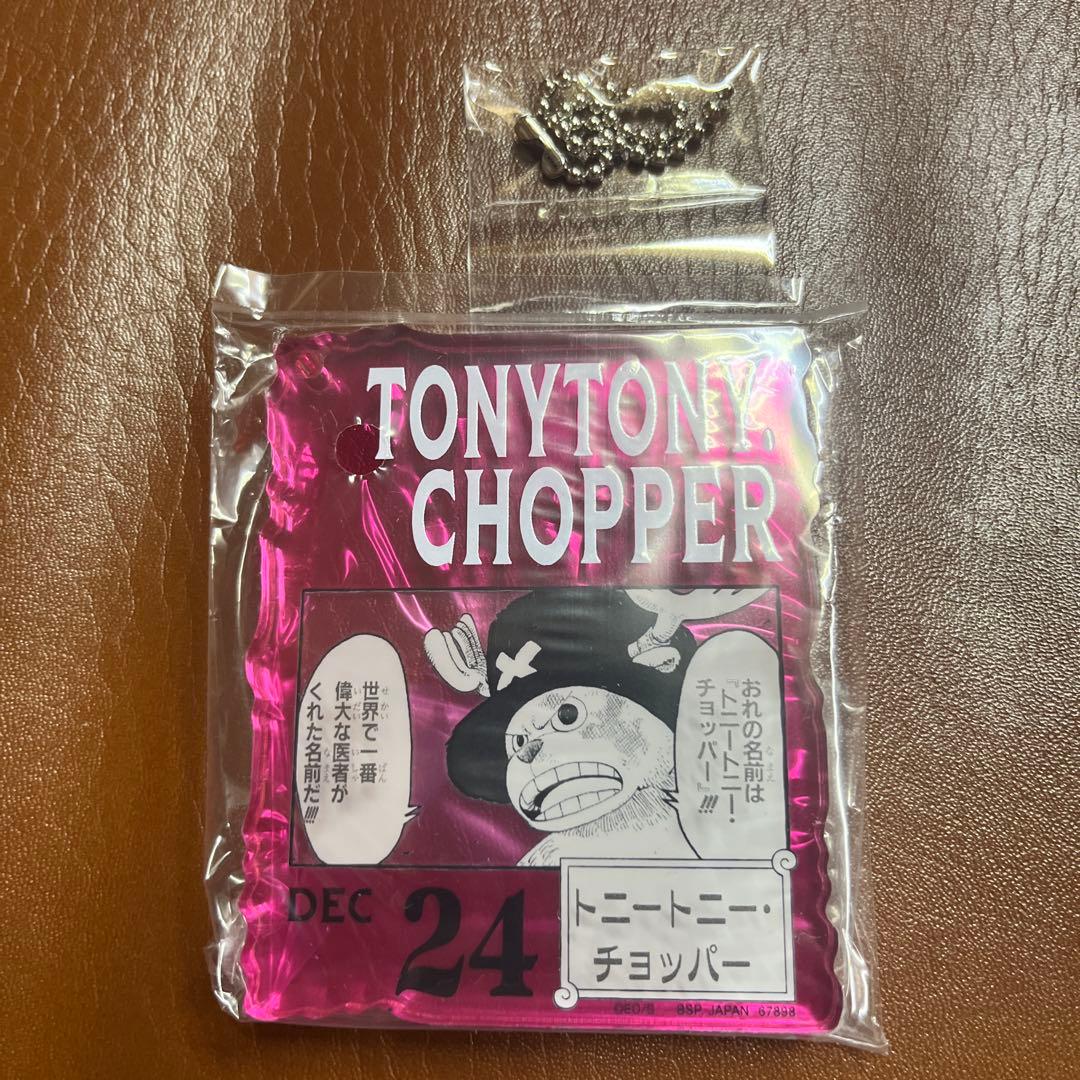 TONYTONY.
CHOPPER
おれの名前は
『トニートニー・
チョッパー』!!!!
世界で一番
偉大な医者が
くれた名前だ!!!!!
DEC 24
トニートニー・
チョッパー
BSP, JAPAN 67898